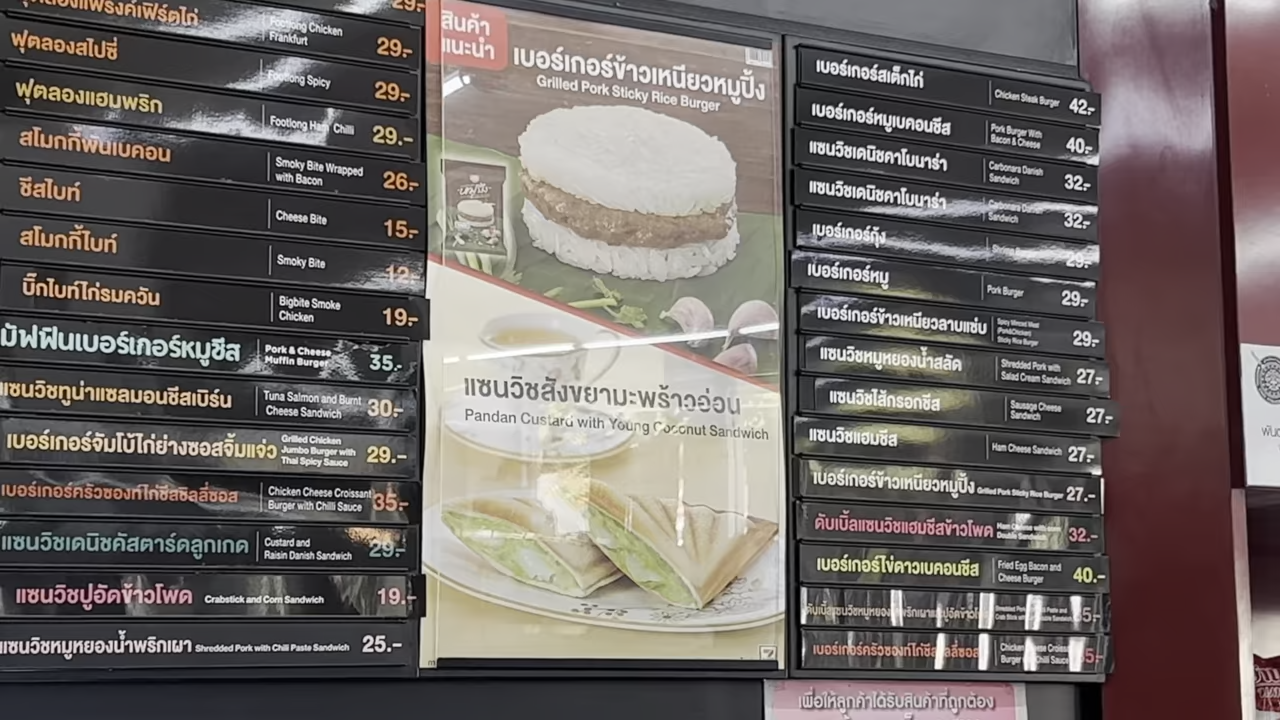 29.-
Footlong Chicken
Frankfurt
ฟุตลองสไปซี่
Footlong Spicy
29.-
ฟุตลองแฮมพริก
Footlong Ham Chilli
29.-
สโมกกี้พันเบคอน
Smoky Bite Wrapped
with Bacon
26.-
ชีสไบท์
Cheese Bite
15.-
สโมกกี้ไบท์
Smoky Bite
12.-
บิ๊กไบท์ไก่รมควัน
Bigbite Smoke
Chicken
19.-
มัฟฟินเบอร์เกอร์หมูชีส
Pork & Cheese
Muffin Burger
35.-
แซนวิชทูน่าแซลมอนชีสเบิร์น
Tuna Salmon and Burnt
Cheese Sandwich
30.-
เบอร์เกอร์จัมโบ้ไก่ย่างซอสจิ้มแจ่ว
Grilled Chicken
Jumbo Burger with
Thai Spicy Sauce
29.-
เบอร์เกอร์ครัวซองท์ไก่ชีสชิลลี่ซอส
Chicken Cheese Croissant
Burger with Chilli Sauce
35.-
แซนวิชเดนิชคัสตาร์ดลูกเกด
Custard and
Raisin Danish Sandwich
29.-
แซนวิชปูอัดข้าวโพด
Crabstick and Corn Sandwich
19.-
แซนวิชหมูหยองน้ำพริกเผา
Shredded Pork with Chili Paste Sandwich
25.-
สินค้า
แนะนำ
เบอร์เกอร์ข้าวเหนียวหมูปิ้ง
Grilled Pork Sticky Rice Burger
แซนวิชสังขยามะพร้าวอ่อน
Pandan Custard with Young Coconut Sandwich
เบอร์เกอร์สเต็กไก่
Chicken Steak Burger
42.-
เบอร์เกอร์หมูเบคอนชีส
Pork Burger With
Bacon & Cheese
40.-
แซนวิชเดนิชคาโบนาร่า
Carbonara Danish
Sandwich
32.-
แซนวิชเดนิชคาโบนาร่า
Carbonara Danish
Sandwich
32.-
เบอร์เกอร์กุ้ง
Shrimp Burger
29.-
เบอร์เกอร์หมู
Pork Burger
29.-
เบอร์เกอร์ข้าวเหนียวลาบแซ่บ
Spicy Minced Meat
(Pork&Chicken)
Sticky Rice Burger
29.-
แซนวิชหมูหยองน้ำสลัด
Shredded Pork with
Salad Cream Sandwich
27.-
แซนวิชไส้กรอกชีส
Sausage Cheese
Sandwich
27.-
แซนวิชแฮมชีส
Ham Cheese Sandwich
27.-
เบอร์เกอร์ข้าวเหนียวหมูปิ้ง
Grilled Pork Sticky Rice Burger
27.-
ดับเบิ้ลแซนวิชแฮมชีสข้าวโพด
Ham Cheese with corn
Double Sandwich
32.-
เบอร์เกอร์ไข่ดาวเบคอนชีส
Fried Egg Bacon and
Cheese Burger
40.-
เบอร์เกอร์ครัวซองท์ไก่ชีสชิลลี่ซอส
Chicken Cheese Croissant
Burger with Chilli Sauce
35.-
เพื่อให้ลูกค้าได้รับสินค้าที่ถูกต้อง